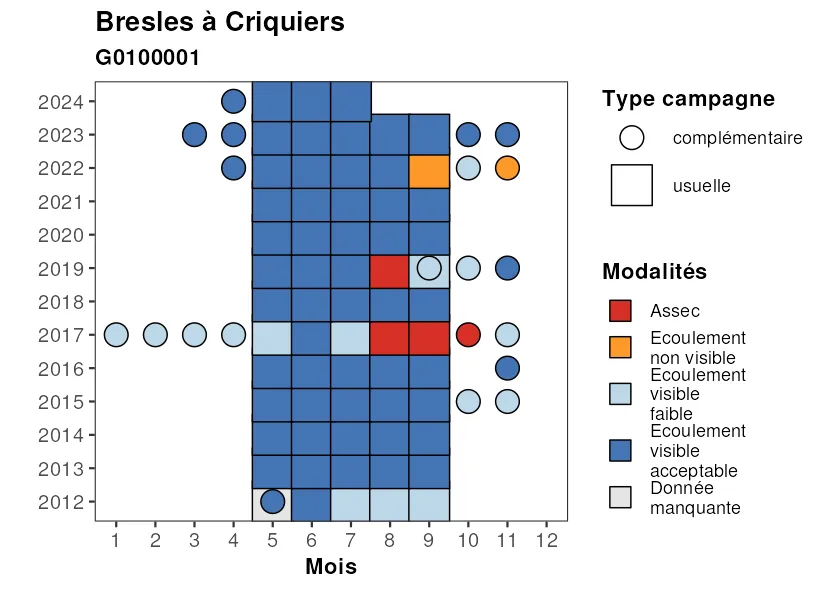 Bresles à Criquiers
G0100001
2024
2023
2022
2021
2020
2019
2018
2017
2016
2015
2014
2013
2012
1 2 3 4 5 6 7 8 9 10 11 12
Mois
Type campagne
complémentaire
usuelle
Modalités
Assec
Ecoulement
non visible
Ecoulement
visible
faible
Ecoulement
visible
acceptable
Donnée
manquante